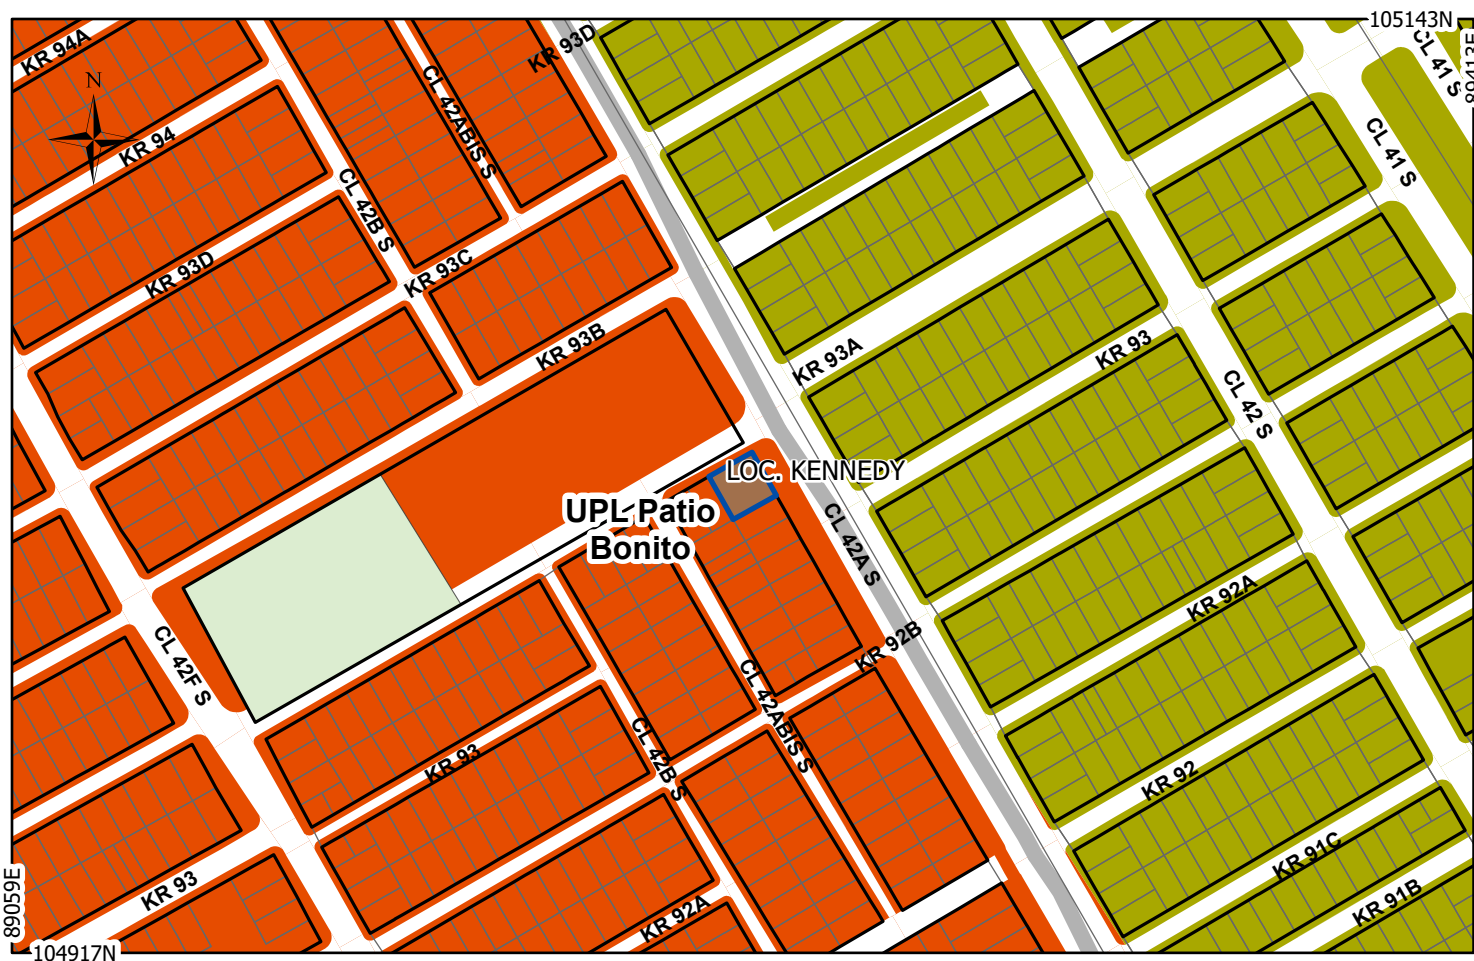 105143N
89413E
CL 41 S
KR 94A
KR 93D
N
CL 42ABIS S
KR 94
CL 41 S
CL 42B S
KR 93D
KR 93C
KR 93B
KR 93A
KR 93
CL 42 S
LOC. KENNEDY
UPL Patio
Bonito
CL 42A S
KR 92A
KR 92B
CL 42F S
CL 42ABIS S
CL 42B S
KR 93
KR 92
KR 91C
KR 93
KR 92A
KR 91B
89059E
104917N